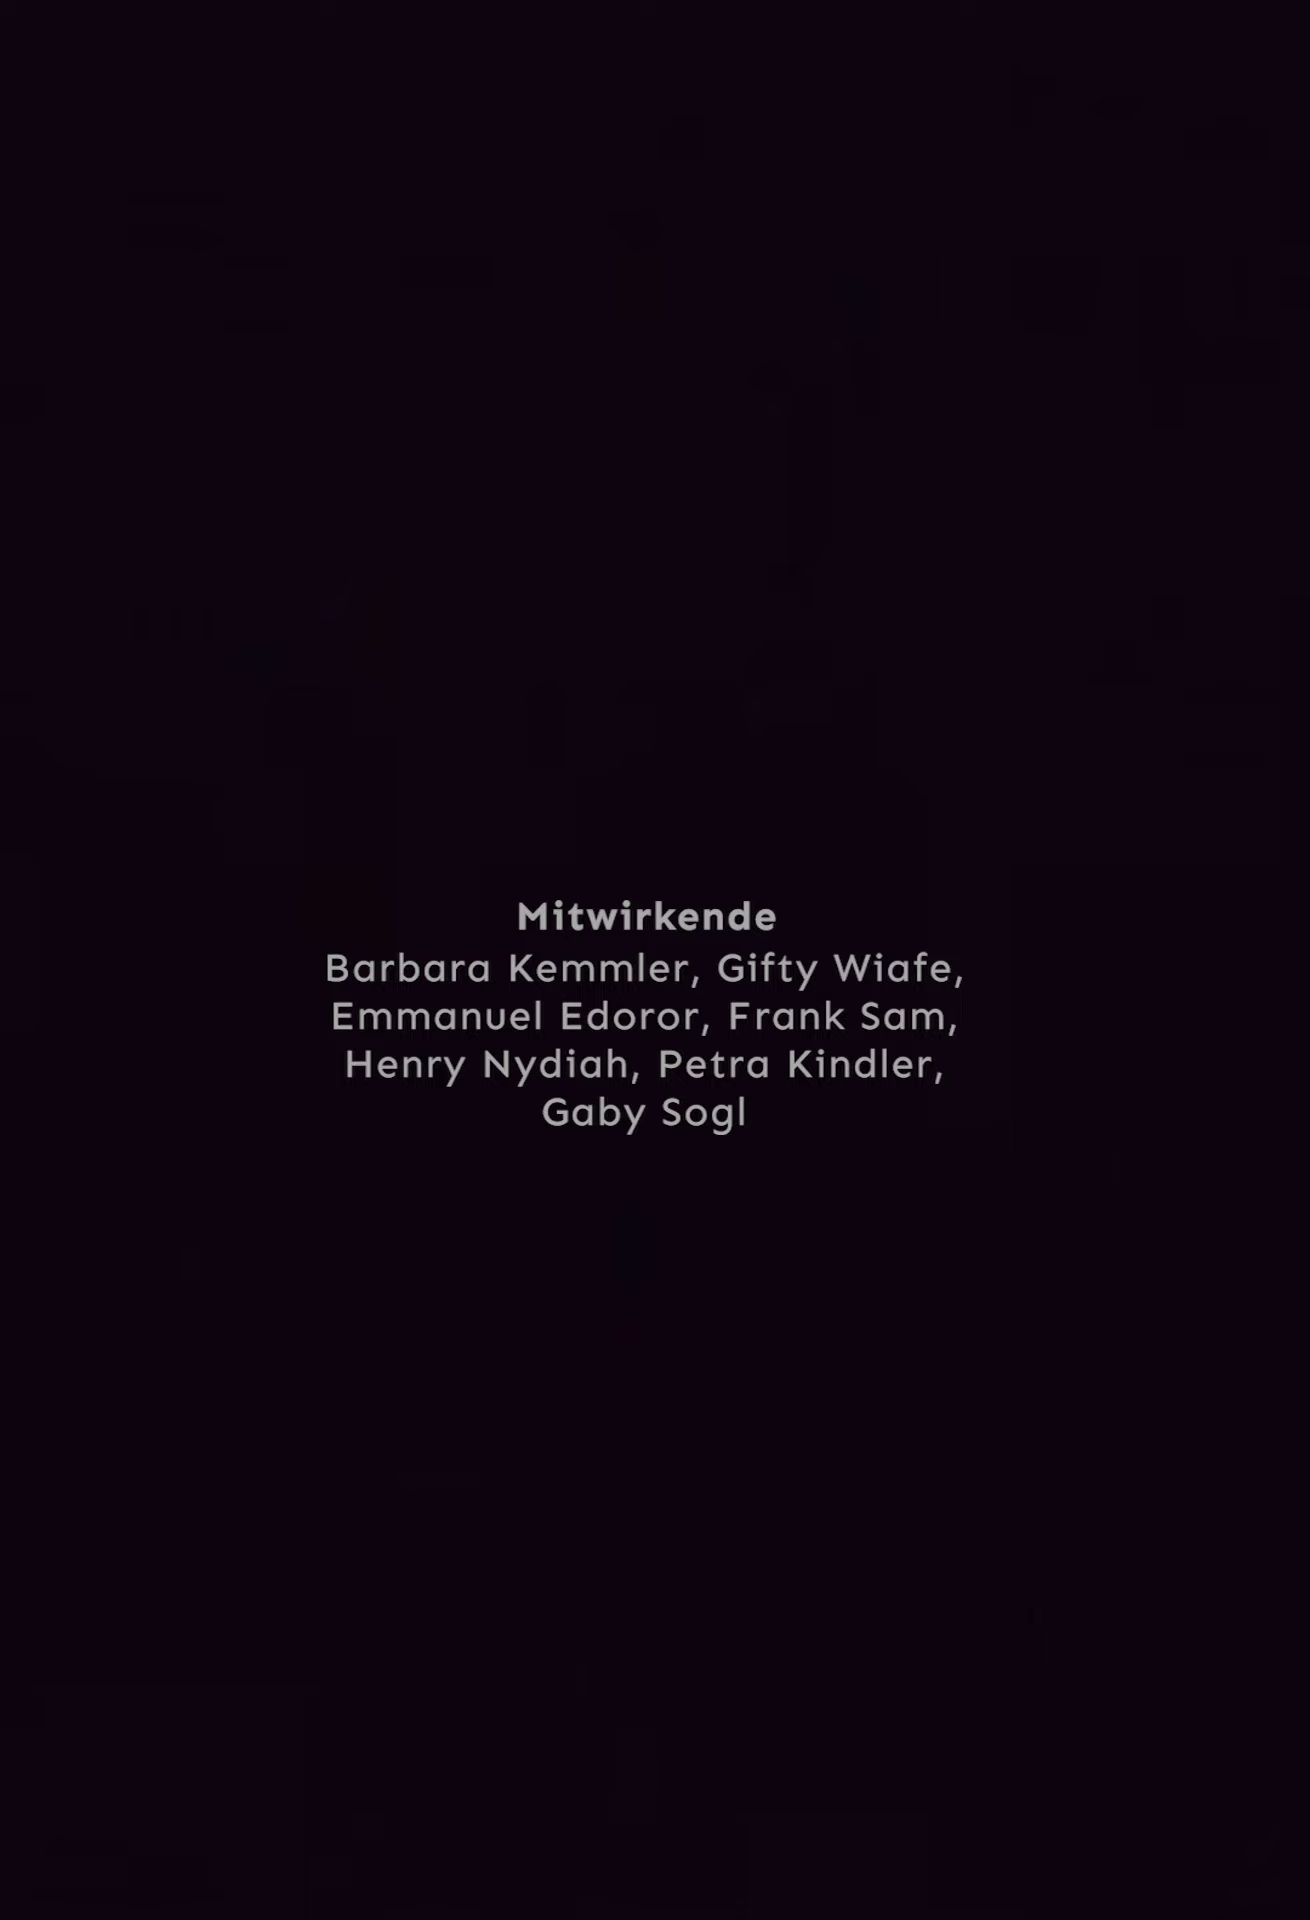 Mitwirkende
Barbara Kemmler, Gifty Wiafe,
Emmanuel Edoror, Frank Sam,
Henry Nydiah, Petra Kindler,
Gaby Sogl